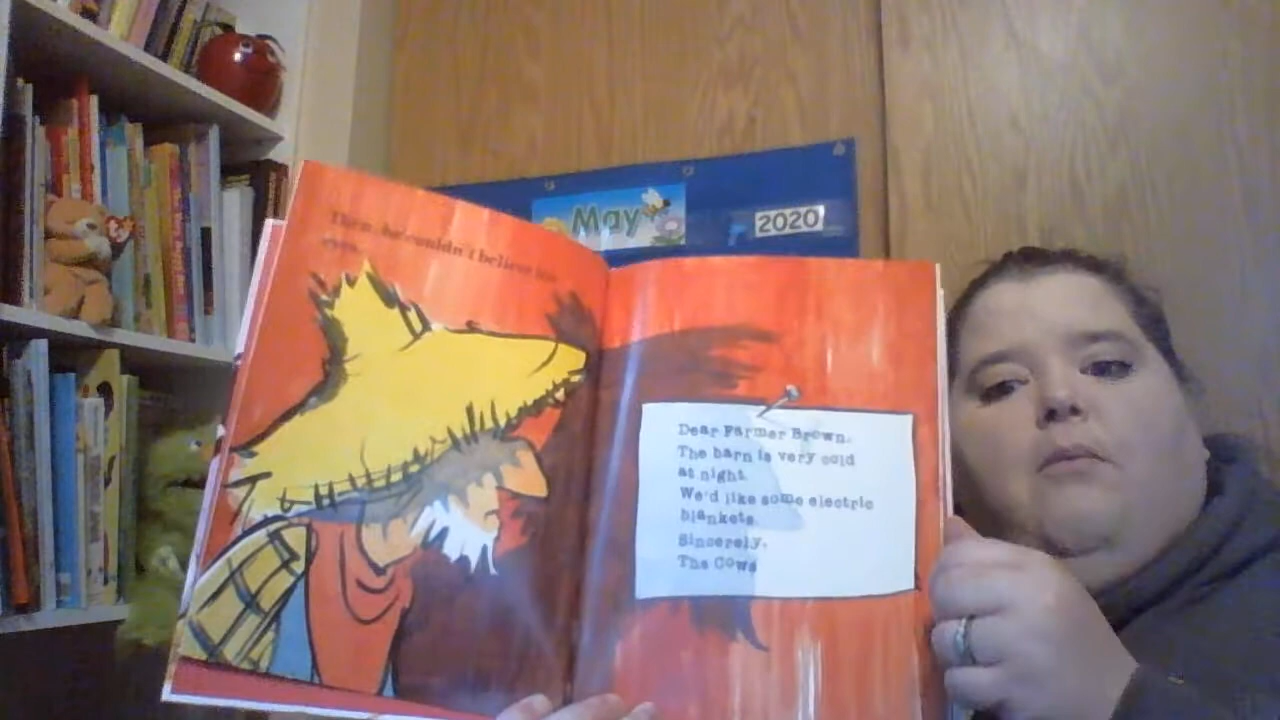 Then, he couldn't believe his
eyes.
May
2020
Dear Farmer Brown,
The barn is very cold
at night.
We'd like some electric
blankets.
Sincerely,
The Cows